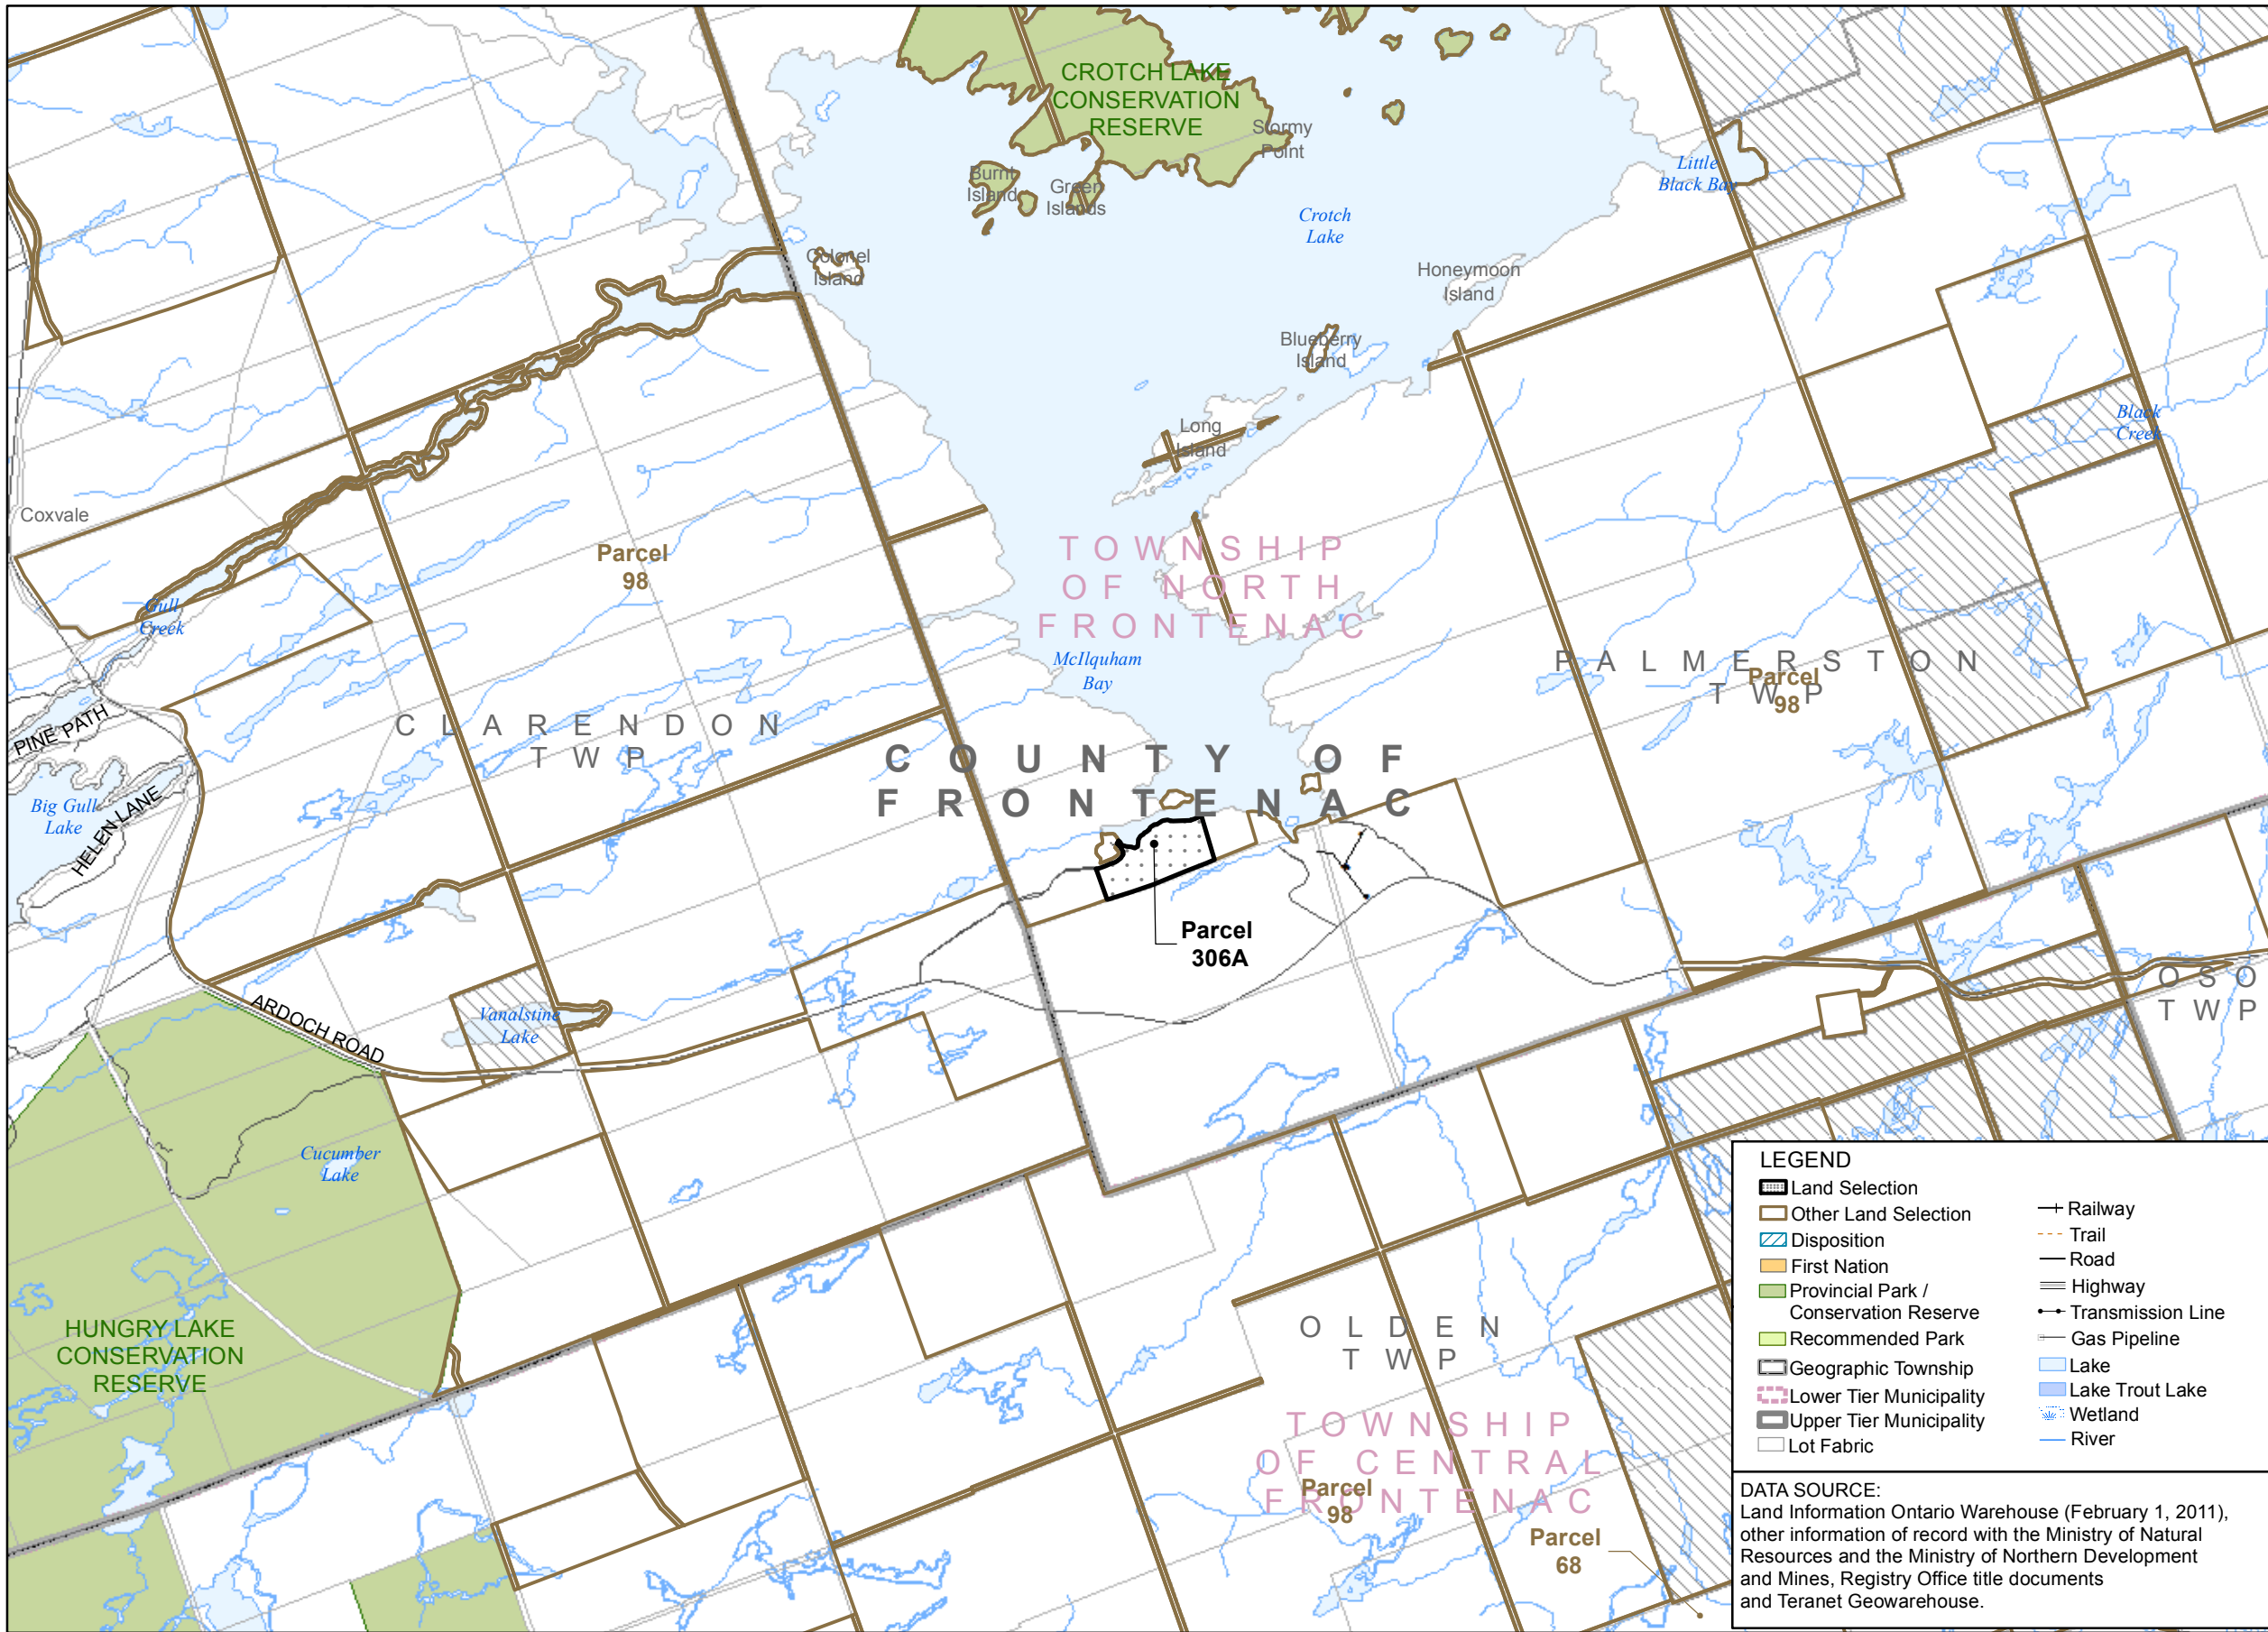 CROTCH LAKE
CONSERVATION
RESERVE
Stormy
Point
Burnt
Island
Green
Islands
Little
Black Bay
Crotch
Lake
Colonel
Island
Honeymoon
Island
Blueberry
Island
Long
Island
Black
Creek
Coxvale
Parcel
98
TOWNSHIP
OF NORTH
FRONTENAC
Gull
Creek
McIlquham
Bay
PALMERSTON
TWP
Parcel
98
PINE PATH
CLARENDON
TWP
COUNTY OF
FRONTENAC
Big Gull
Lake
HELEN LANE
Parcel
306A
OSO
TWP
ARDOCH ROAD
Vanalstine
Lake
Cucumber
Lake
HUNGRY LAKE
CONSERVATION
RESERVE
OLDEN
TWP
TOWNSHIP
OF CENTRAL
FRONTENAC
Parcel
98
Parcel
68
LEGEND
Land Selection
Other Land Selection
Disposition
First Nation
Provincial Park /
Conservation Reserve
Recommended Park
Geographic Township
Lower Tier Municipality
Upper Tier Municipality
Lot Fabric
Railway
Trail
Road
Highway
Transmission Line
Gas Pipeline
Lake
Lake Trout Lake
Wetland
River
DATA SOURCE:
Land Information Ontario Warehouse (February 1, 2011),
other information of record with the Ministry of Natural
Resources and the Ministry of Northern Development
and Mines, Registry Office title documents
and Teranet Geowarehouse.